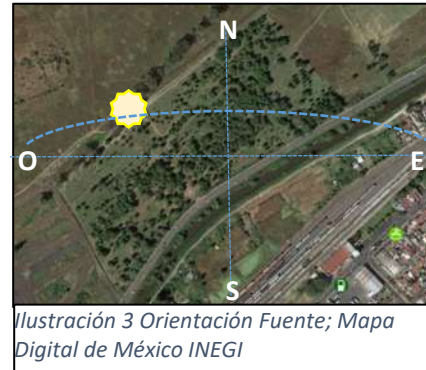 N
O
E
S
Ilustración 3 Orientación Fuente; Mapa
Digital de México INEGI